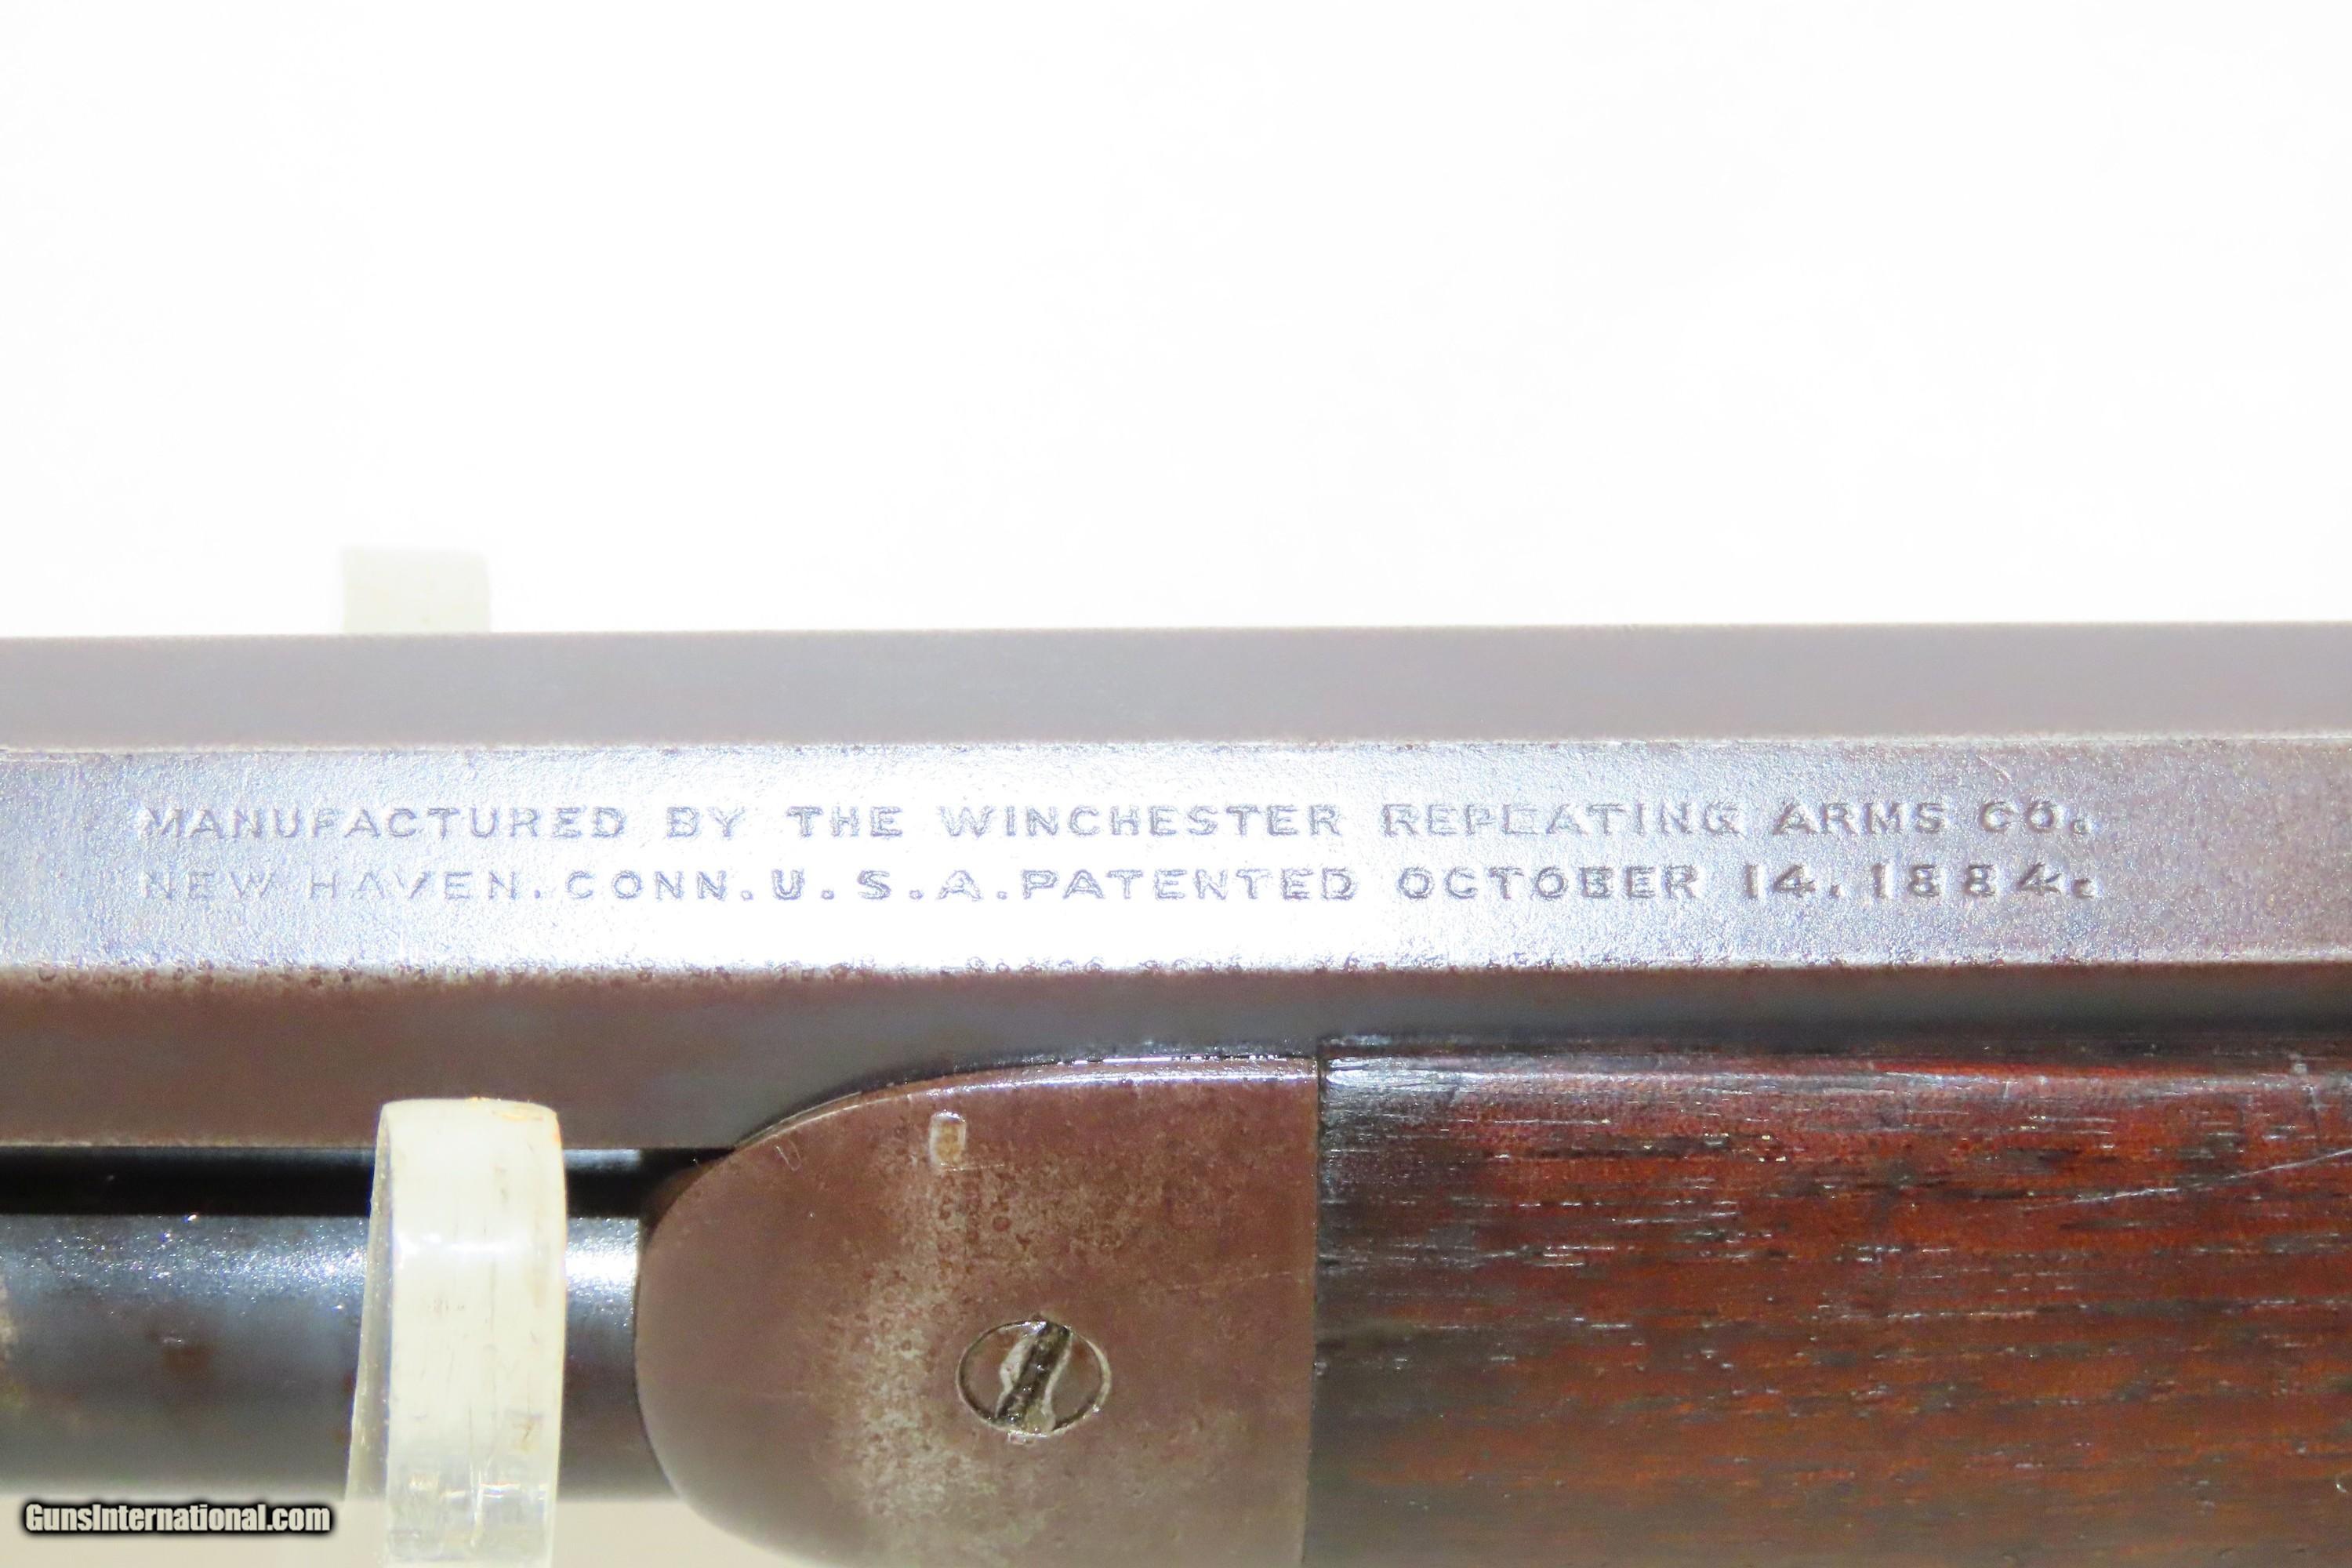 MANUFACTURED BY THE WINCHESTER REPEATING ARMS CO.
NEW HAVEN. CONN. U.S.A. PATENTED OCTOBER 14. 1884.
GunsInternational.com